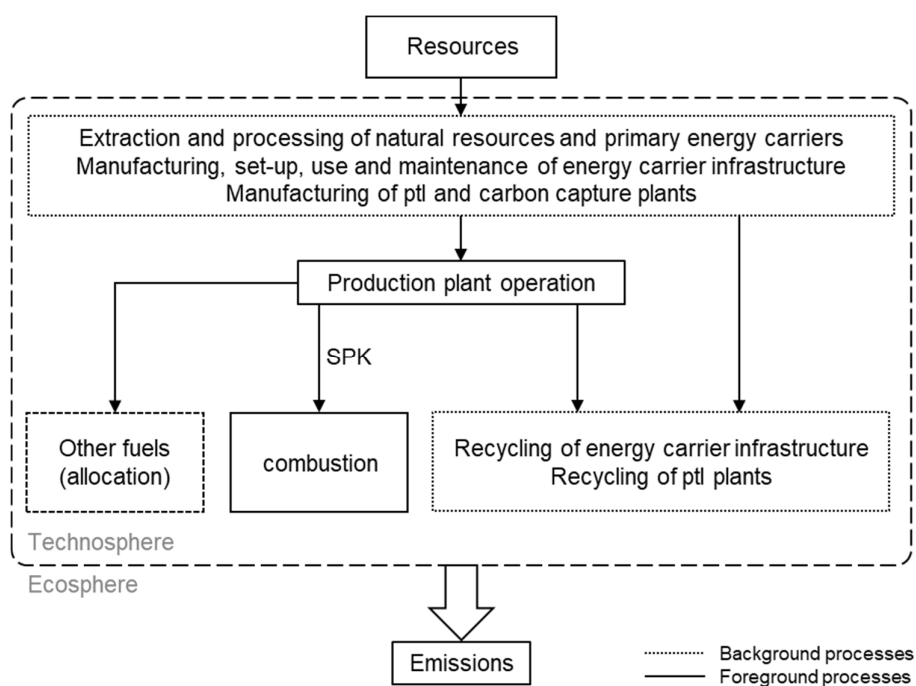 Resources
Extraction and processing of natural resources and primary energy carriers
Manufacturing, set-up, use and maintenance of energy carrier infrastructure
Manufacturing of ptl and carbon capture plants
Production plant operation
SPK
Other fuels
(allocation)
combustion
Recycling of energy carrier infrastructure
Recycling of ptl plants
Technosphere
Ecosphere
Emissions
Background processes
Foreground processes